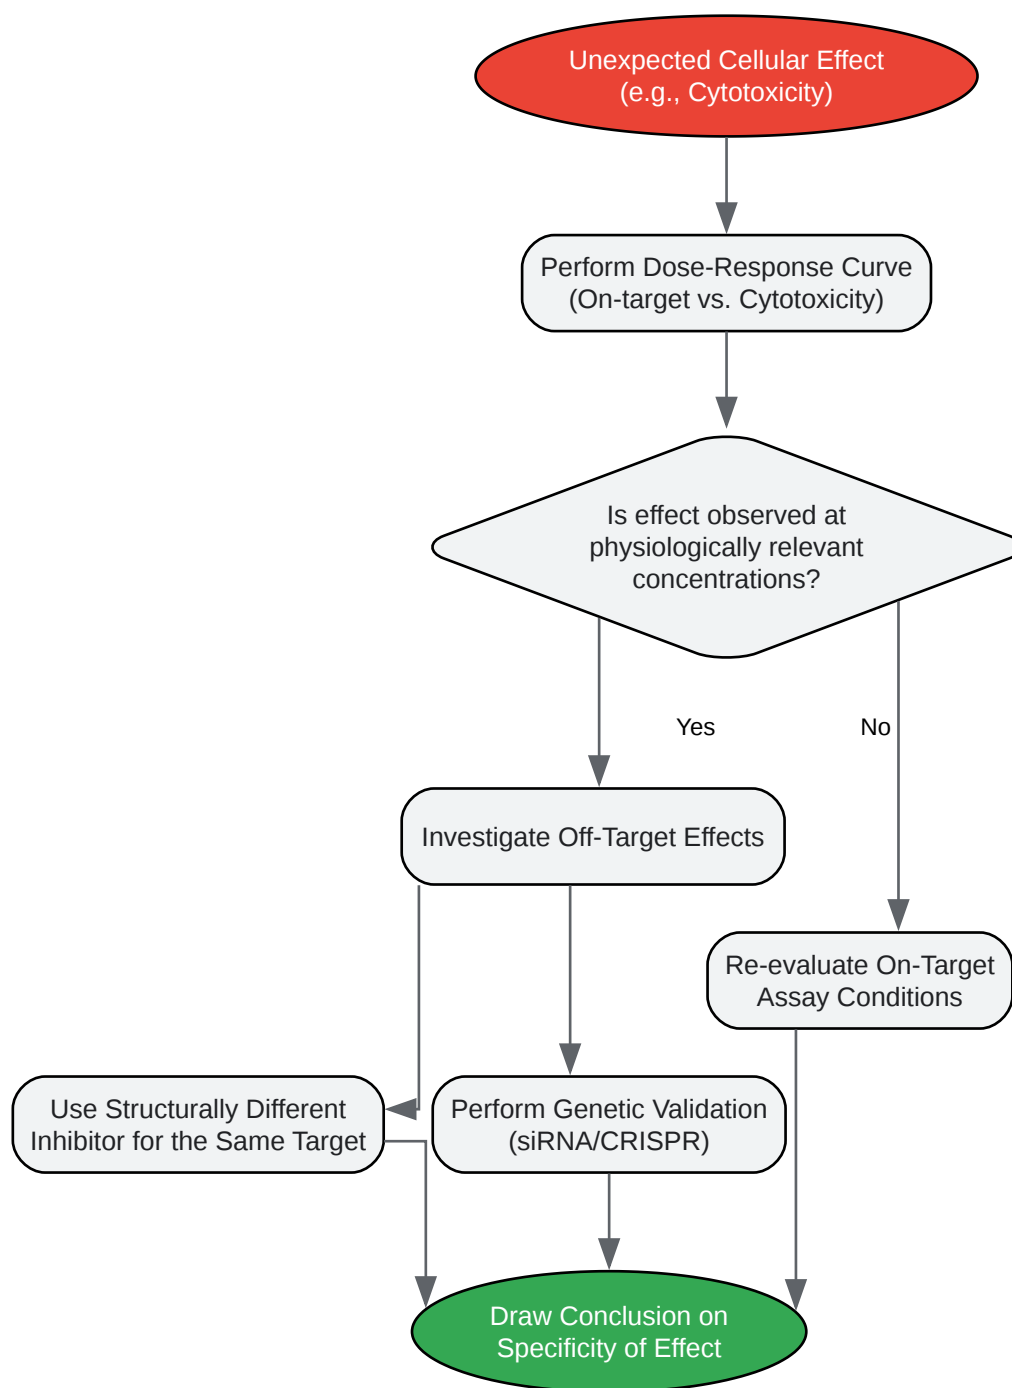 Unexpected Cellular Effect
(e.g., Cytotoxicity)
Perform Dose-Response Curve
(On-target vs. Cytotoxicity)
Is effect observed at
physiologically relevant
concentrations?
Yes
No
Investigate Off-Target Effects
Re-evaluate On-Target
Assay Conditions
Use Structurally Different
Inhibitor for the Same Target
Perform Genetic Validation
(siRNA/CRISPR)
Draw Conclusion on
Specificity of Effect